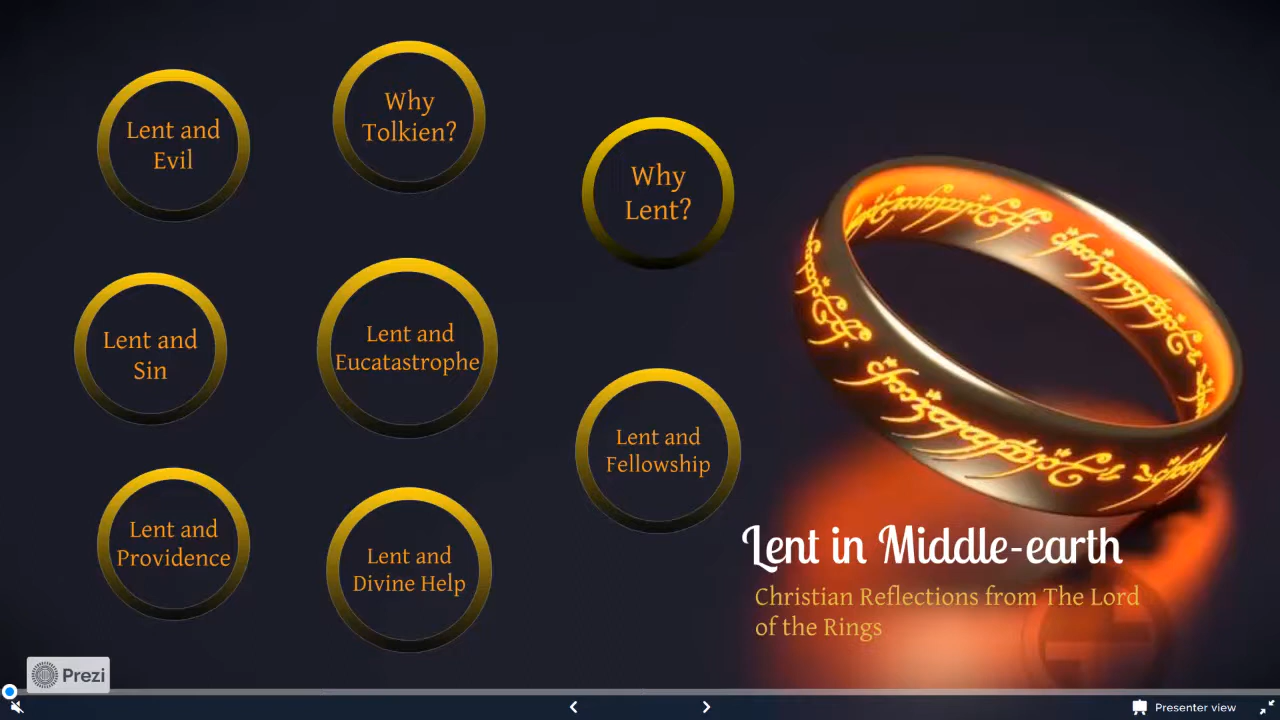 Why
Tolkien?
Lent and
Evil
Why
Lent?
Lent and
Sin
Lent and
Eucatastrophe
Lent and
Fellowship
Lent and
Providence
Lent and
Divine Help
Lent in Middle-earth
Christian Reflections from The Lord
of the Rings
Prezi
Presenter view